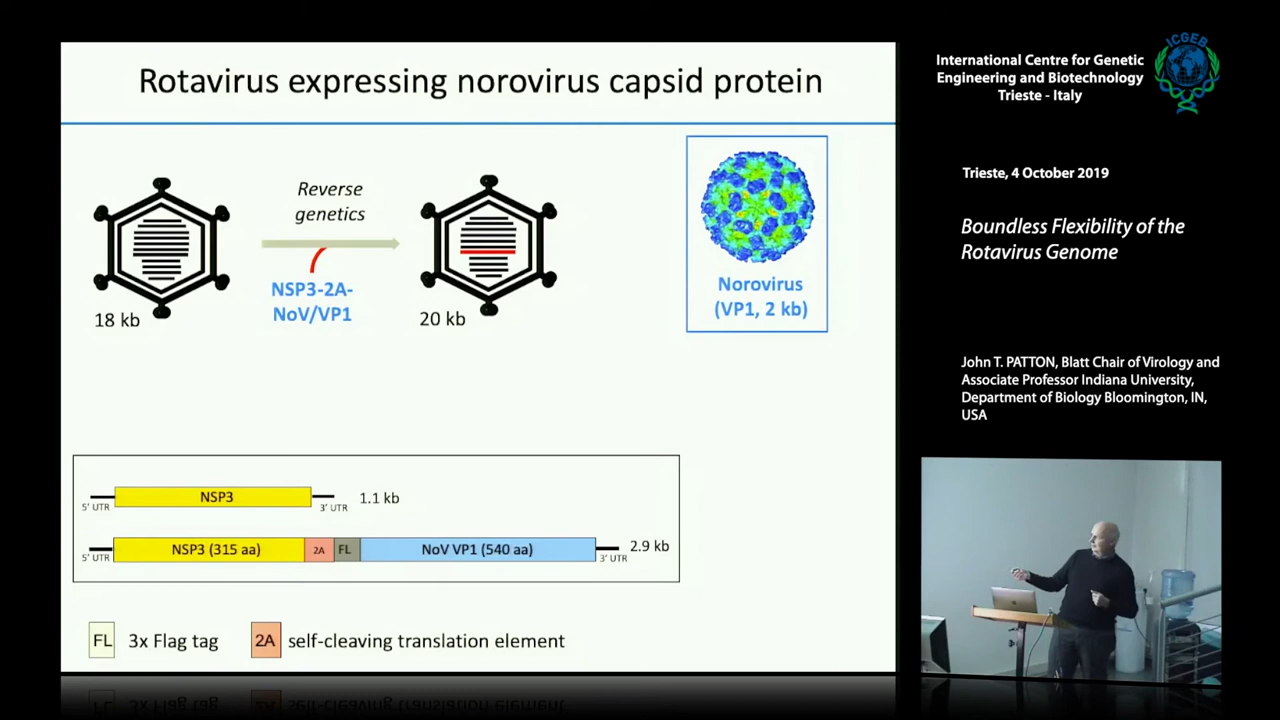 Rotavirus expressing norovirus capsid protein
Reverse
genetics
NSP3-2A-
NoV/VP1
18 kb
20 kb
Norovirus
(VP1, 2 kb)
NSP3
5' UTR
3' UTR
1.1 kb
NSP3 (315 aa)
2A
FL
NoV VP1 (540 aa)
5' UTR
3' UTR
2.9 kb
FL
3x Flag tag
2A
self-cleaving translation element
International Centre for Genetic
Engineering and Biotechnology
Trieste - Italy
ICGEB
Trieste, 4 October 2019
Boundless Flexibility of the
Rotavirus Genome
John T. PATTON, Blatt Chair of Virology and
Associate Professor Indiana University,
Department of Biology Bloomington, IN,
USA